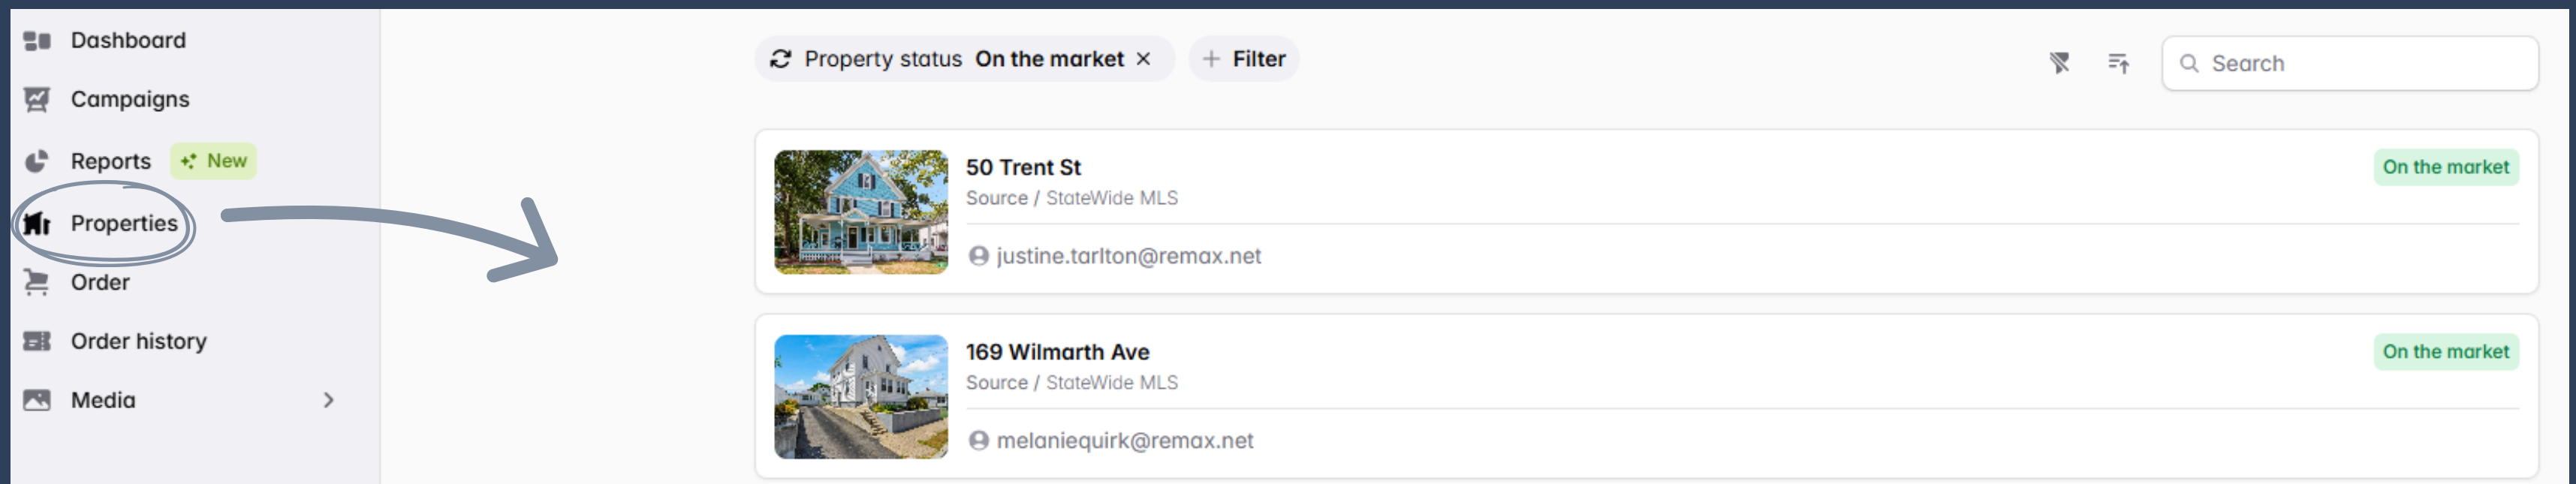 Dashboard
Campaigns
Reports New
Properties
Order
Order history
Media
Property status On the market
Filter
Search
50 Trent St
On the market
Source / StateWide MLS
justine.tarlton@remax.net
169 Wilmarth Ave
On the market
Source / StateWide MLS
melaniequirk@remax.net